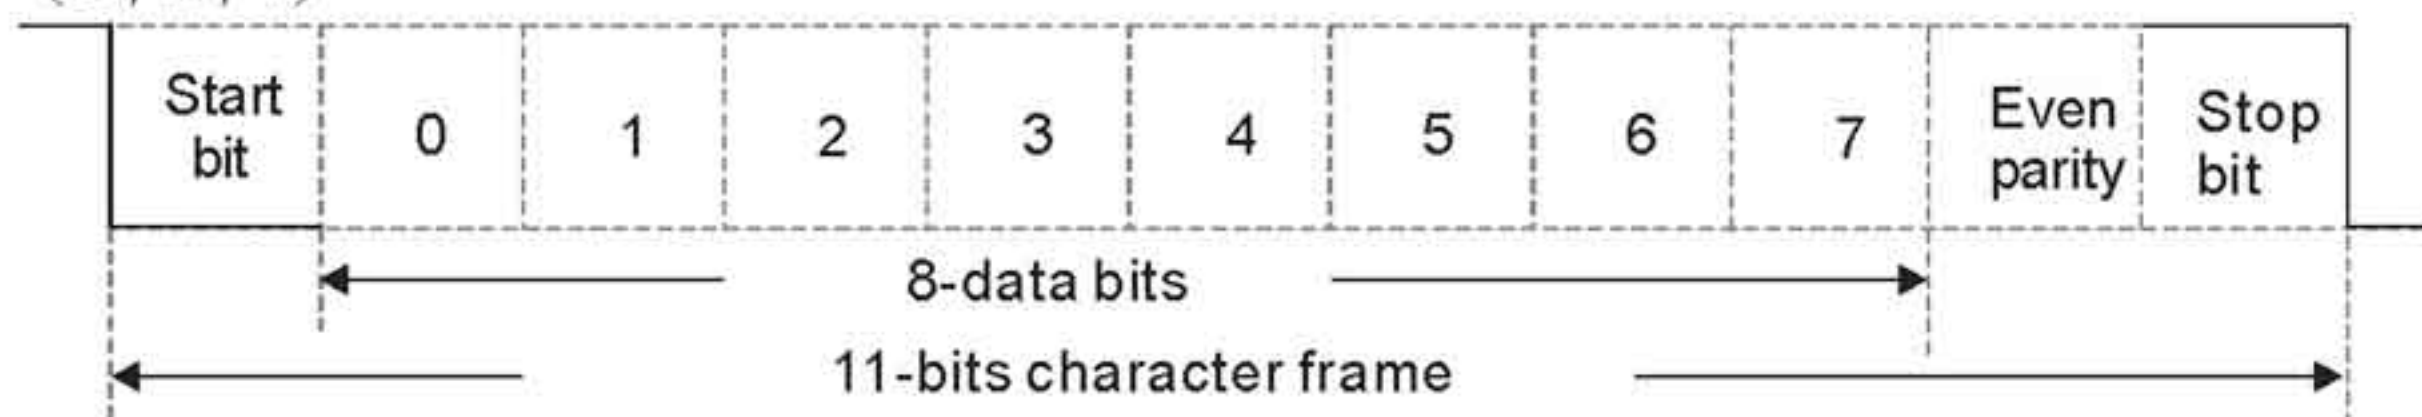 Start bit 0 1 2 3 4 5 6 7 Even parity Stop bit
8-data bits
11-bits character frame